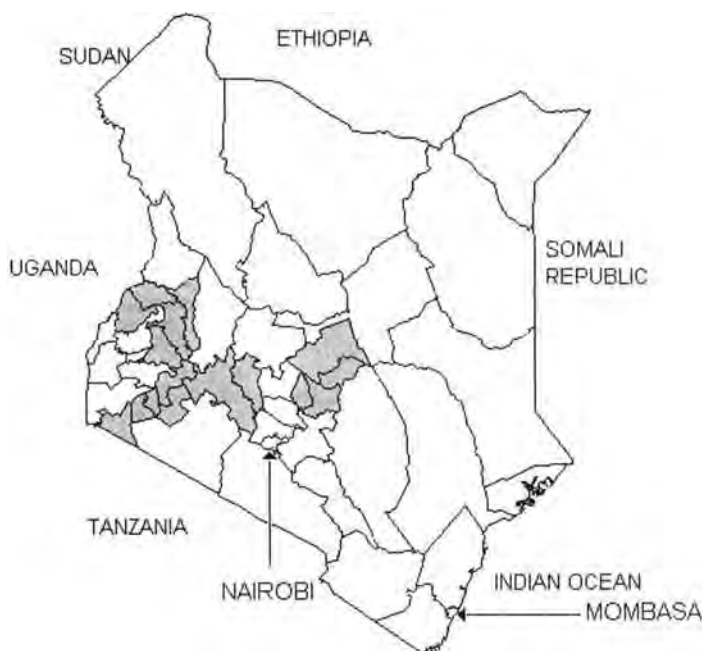 ETHIOPIA
SUDAN
UGANDA
SOMALI
REPUBLIC
TANZANIA
NAIROBI
INDIAN OCEAN
MOMBASA